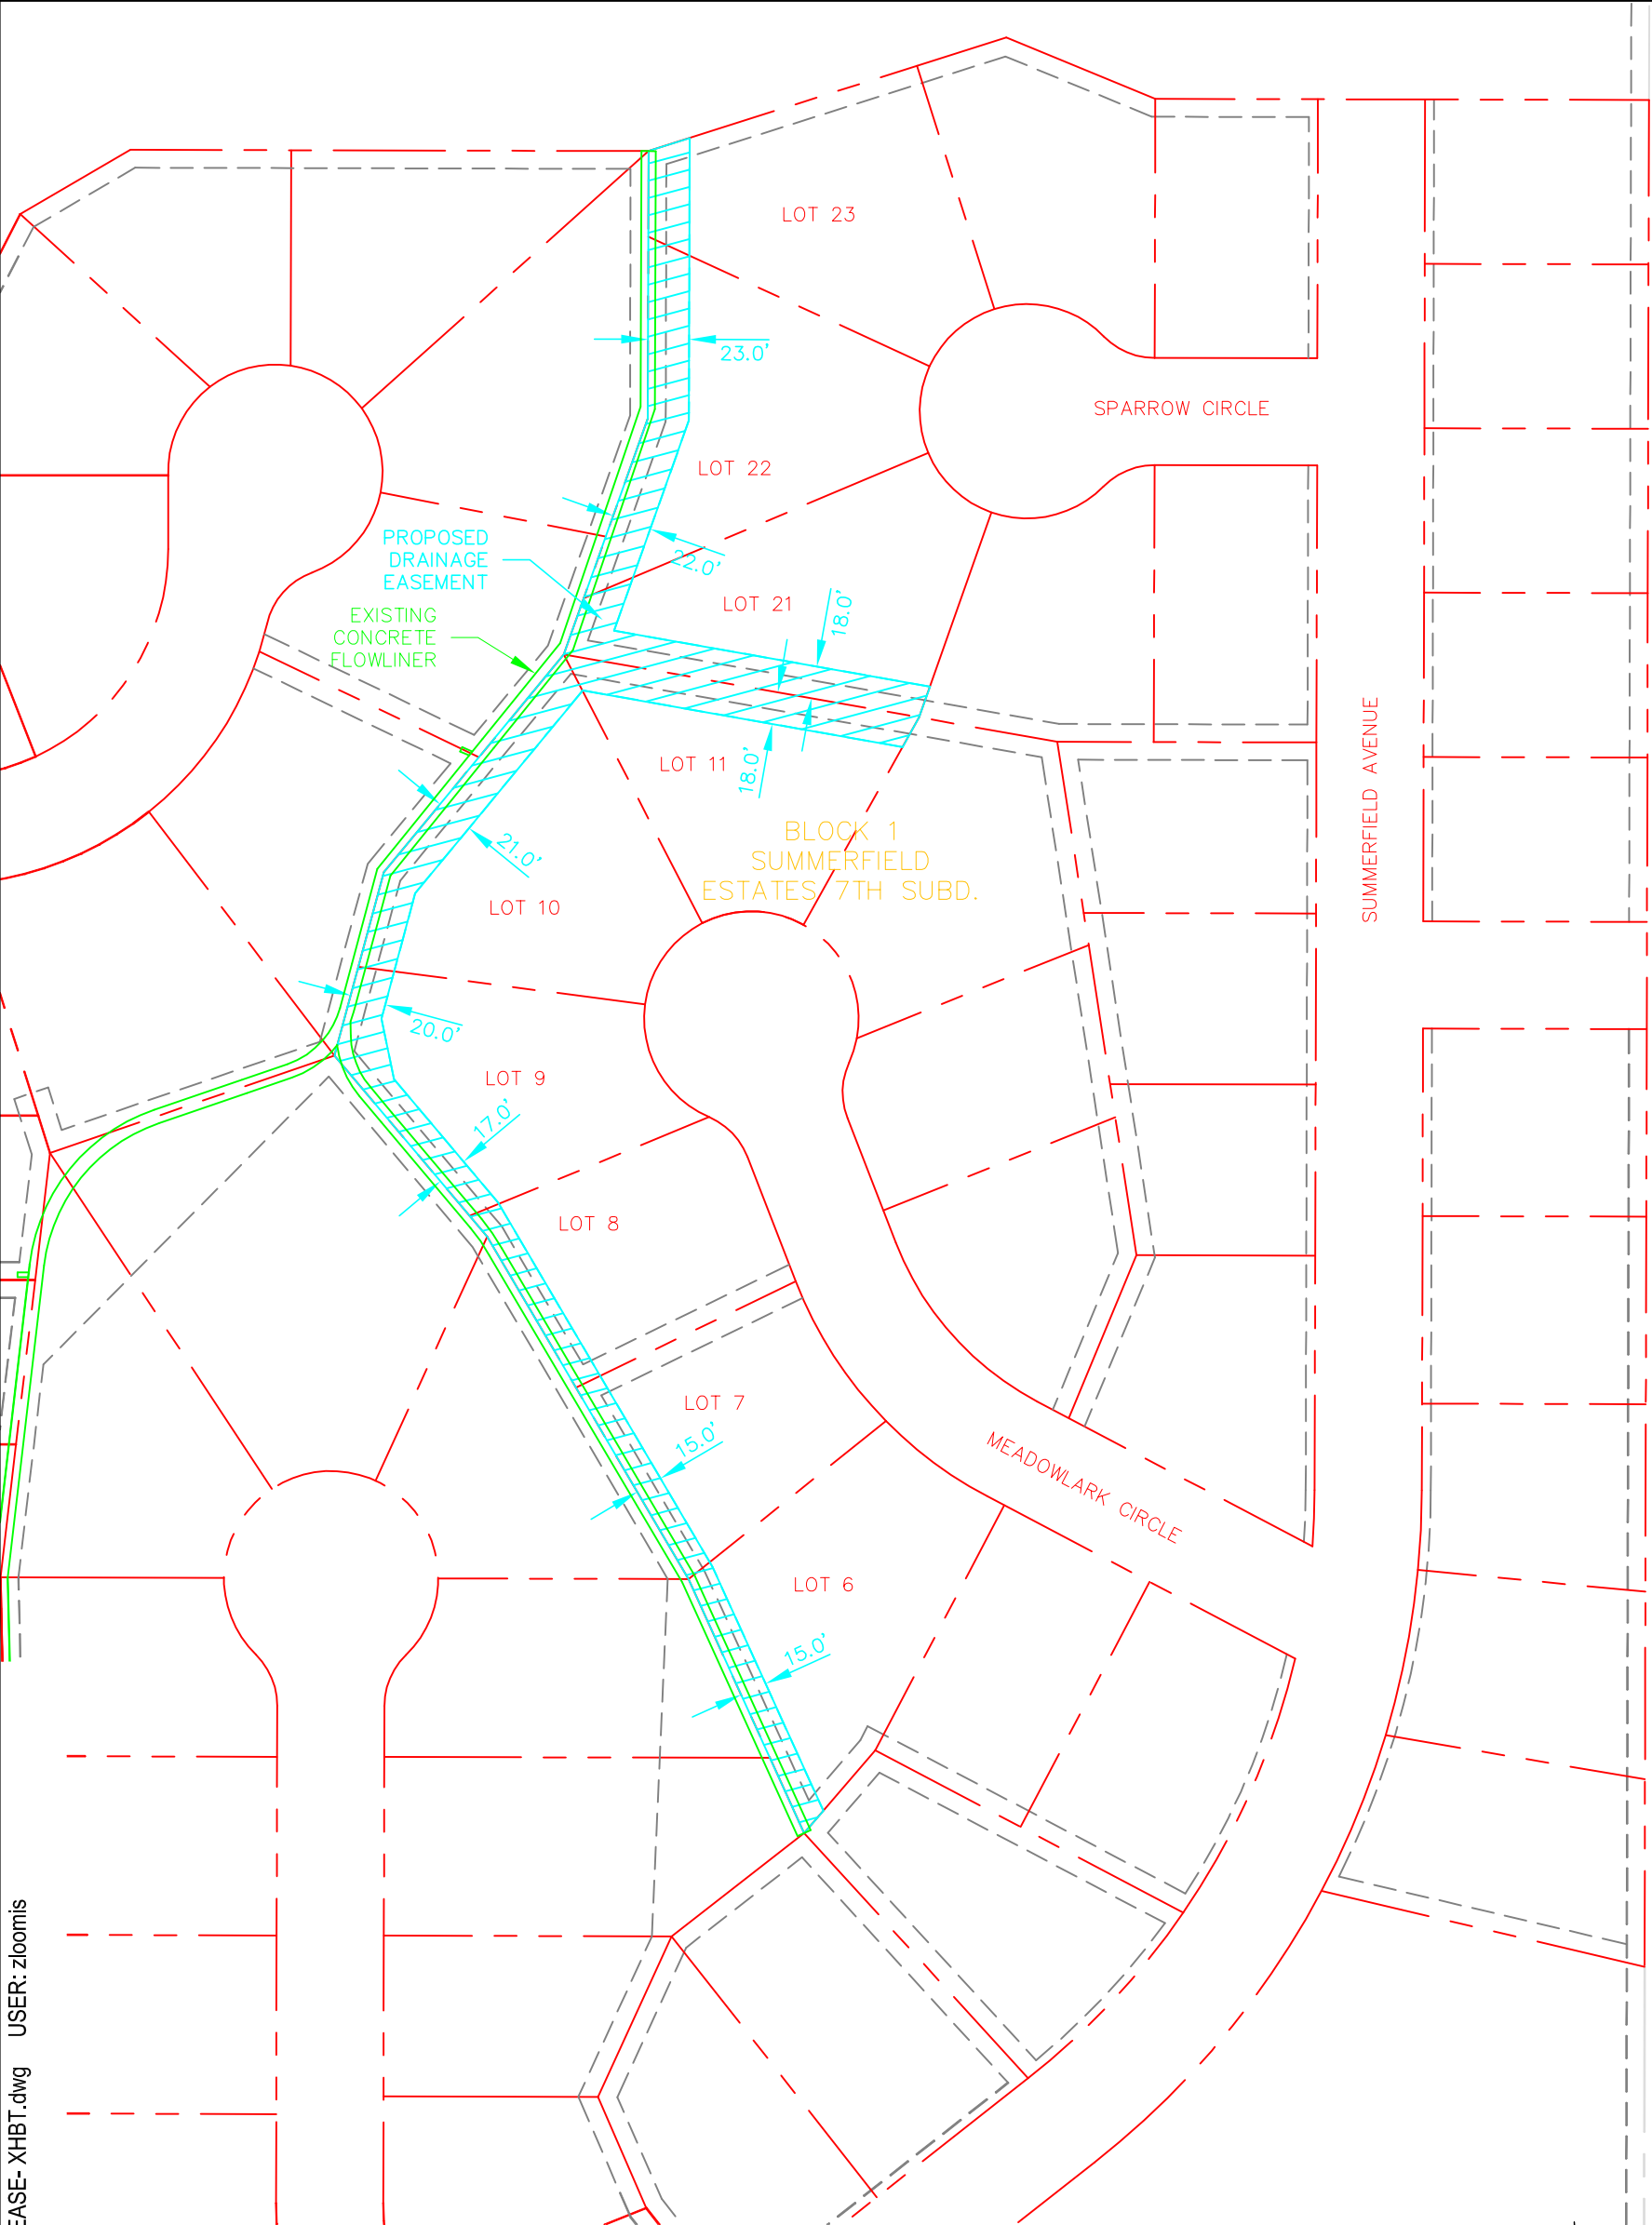 LOT 23
23.0'
SPARROW CIRCLE
LOT 22
PROPOSED
DRAINAGE
EASEMENT
22.0'
LOT 21
18.0'
EXISTING
CONCRETE
FLOWLINER
LOT 11
18.0'
SUMMERFIELD AVENUE
BLOCK 1
SUMMERFIELD
ESTATES 7TH SUBD.
21.0'
LOT 10
20.0'
LOT 9
17.0'
LOT 8
LOT 7
15.0'
MEADOWLARK CIRCLE
LOT 6
15.0'
EASE- XHBT.dwg USER: zloomis